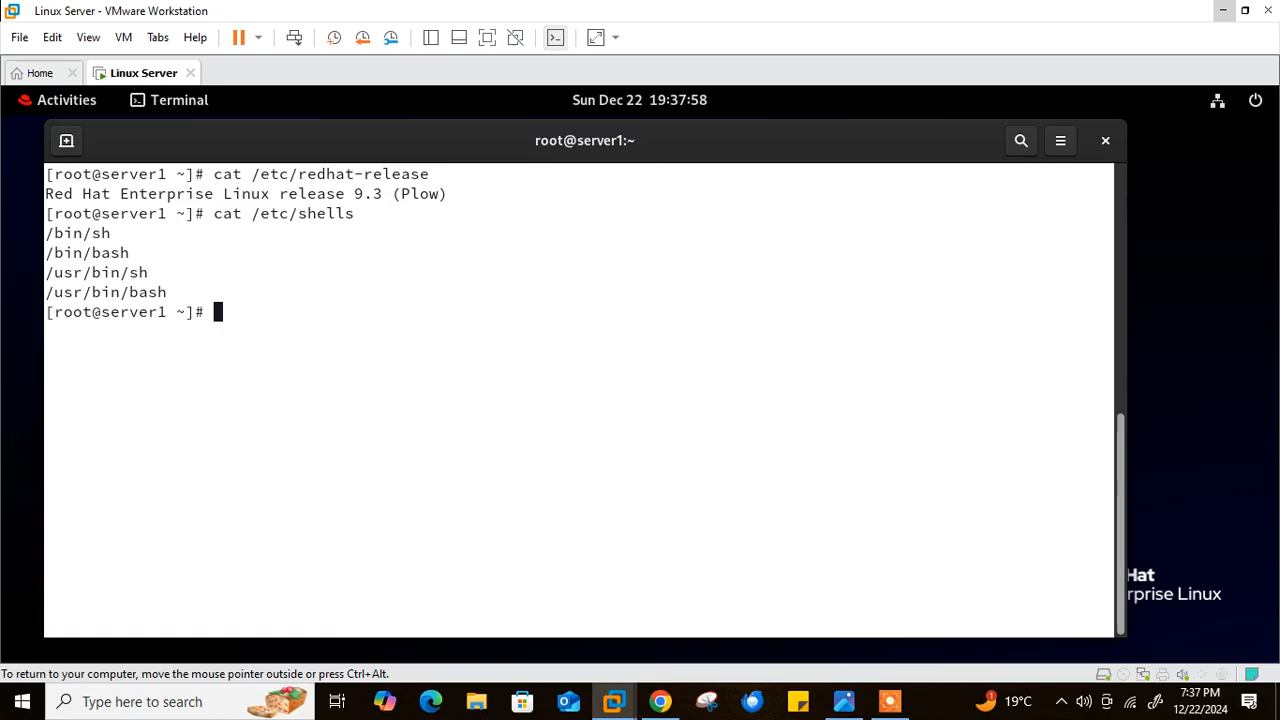 Linux Server - VMware Workstation
File Edit View VM Tabs Help
Home Linux Server
Activities Terminal Sun Dec 22 19:37:58
root@server1:~
[root@server1 ~]# cat /etc/redhat-release
Red Hat Enterprise Linux release 9.3 (Plow)
[root@server1 ~]# cat /etc/shells
/bin/sh
/bin/bash
/usr/bin/sh
/usr/bin/bash
[root@server1 ~]#
Hat
rprise Linux
To return to your computer, move the mouse pointer outside or press Ctrl+Alt.
Type here to search
1 19°C
7:37 PM
12/22/2024